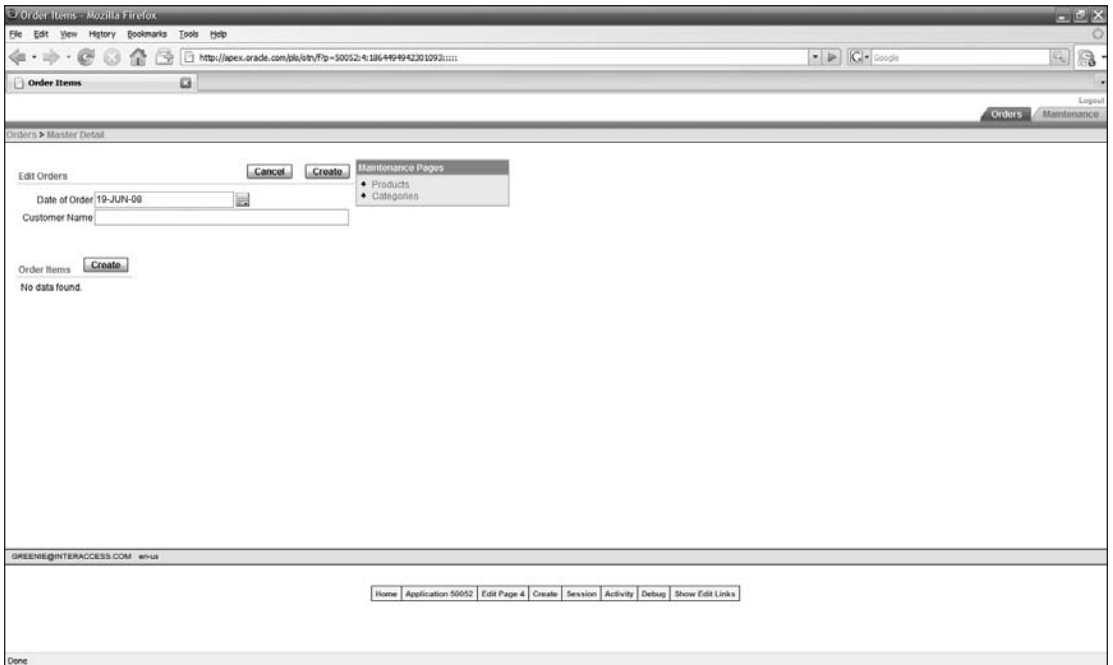 Order Items - Mozilla Firefox
File Edit View History Bookmarks Tools Help
http://apex.oracle.com/pls/otn/f?p=50052:4:1864494942301093:::::
Google
Order Items
Logout
Orders Maintenance
Orders > Master Detail
Edit Orders Cancel Create
Maintenance Pages
Products
Categories
Date of Order 19-JUN-08
Customer Name
Order Items Create
No data found.
GREENIE@INTERACCESS.COM en-us
Home Application 50052 Edit Page 4 Create Session Activity Debug Show Edit Links
Done